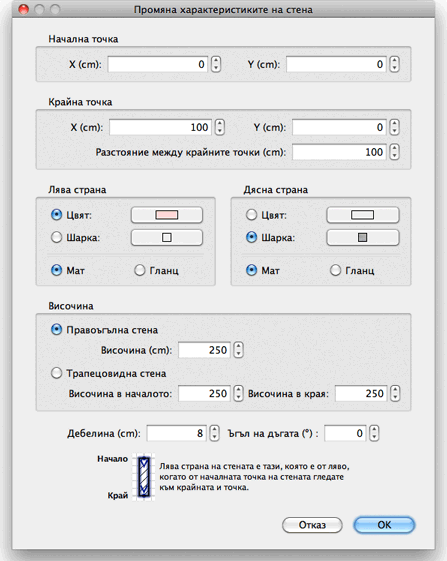 Промяна характеристиките на стена
Начална точка
X (cm): 0 Y (cm): 0
Крайна точка
X (cm): 100 Y (cm): 0
Разстояние между крайните точки (cm): 100
Лява страна Дясна страна
Цвят: Цвят:
Шарка: Шарка:
Мат Гланц Мат Гланц
Височина
Правоъгълна стена
Височина (cm): 250
Трапецовидна стена
Височина в началото: 250 Височина в края: 250
Дебелина (cm): 8 Ъгъл на дъгата (°) : 0
Начало
Край
Лява страна на стената е тази, която е от ляво,
когато от началната точка на стената гледате
към крайната и точка.
Отказ OK